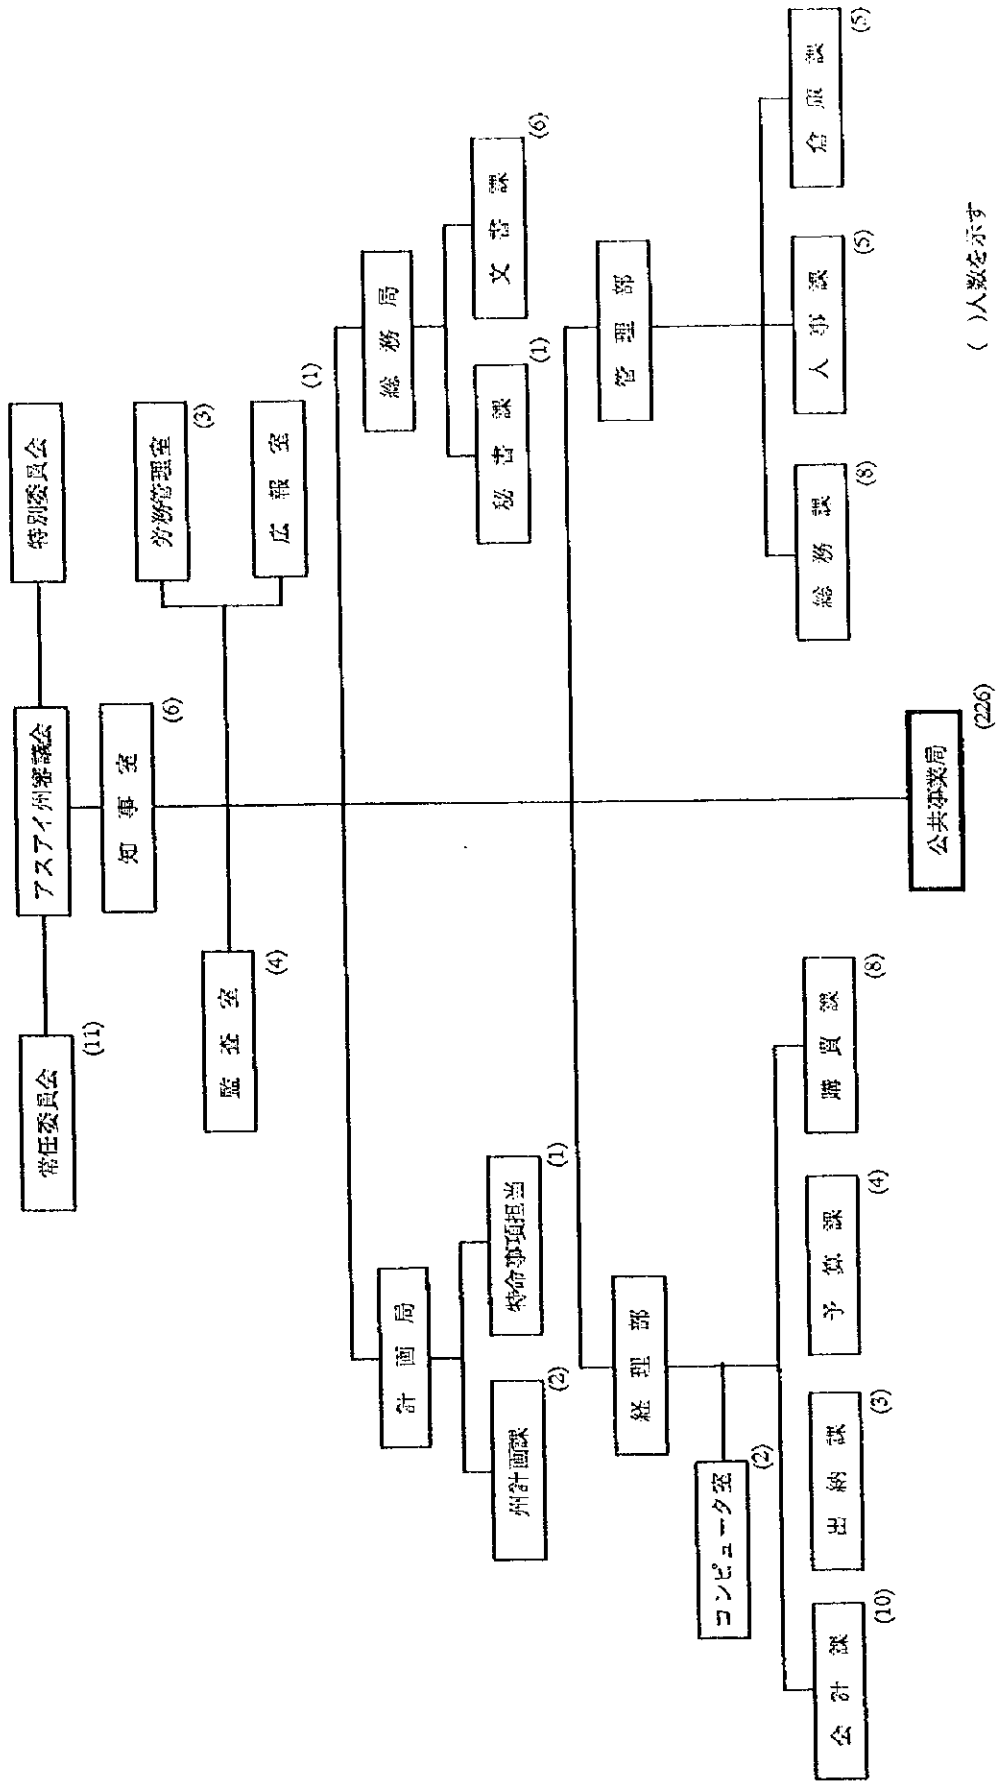 常任委員会
(11)
アスアイ州審議会
特別委員会
知事室
(6)
監査室
(4)
労務管理室
(3)
広報室
(1)
計画局
総務局
州計画課
(2)
特命事項担当
(1)
秘書課
(1)
文書課
(6)
経理部
管理部
コンピュータ室
(2)
会計課
(10)
出納課
(3)
予算課
(4)
購買課
(8)
総務課
(8)
人事課
(5)
倉庫課
(5)
公共事業局
(226)
( )人数を示す